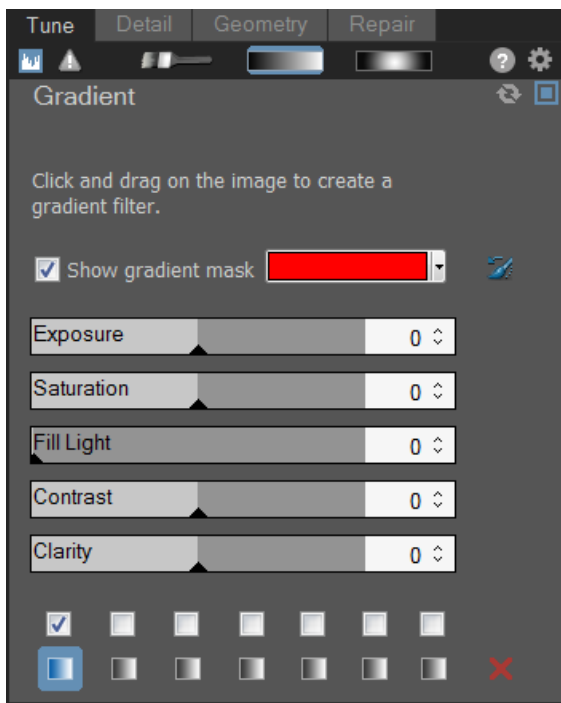 Tune Detail Geometry Repair
?
Gradient
Click and drag on the image to create a
gradient filter.
Show gradient mask
Exposure 0
Saturation 0
Fill Light 0
Contrast 0
Clarity 0